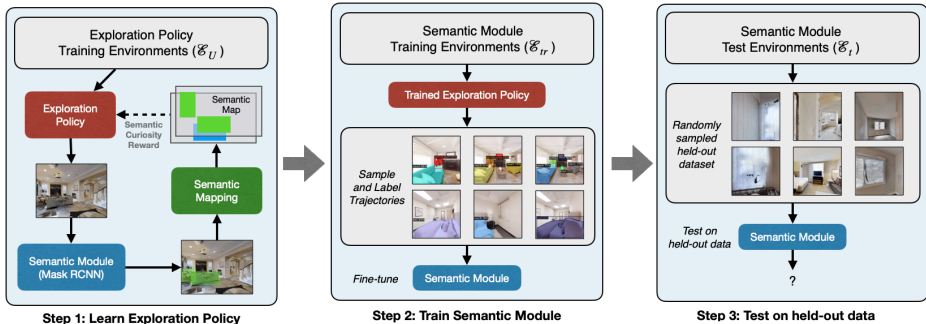 Exploration Policy
Training Environments (ℰU)
Exploration
Policy
Semantic
Map
Semantic
Curiosity
Reward
Semantic
Mapping
Semantic Module
(Mask RCNN)
Step 1: Learn Exploration Policy
Semantic Module
Training Environments (ℰtr)
Trained Exploration Policy
Sample
and Label
Trajectories
Fine-tune
Semantic Module
Step 2: Train Semantic Module
Semantic Module
Test Environments (ℰt)
Randomly
sampled
held-out
dataset
Test on
held-out data
Semantic Module
?
Step 3: Test on held-out data